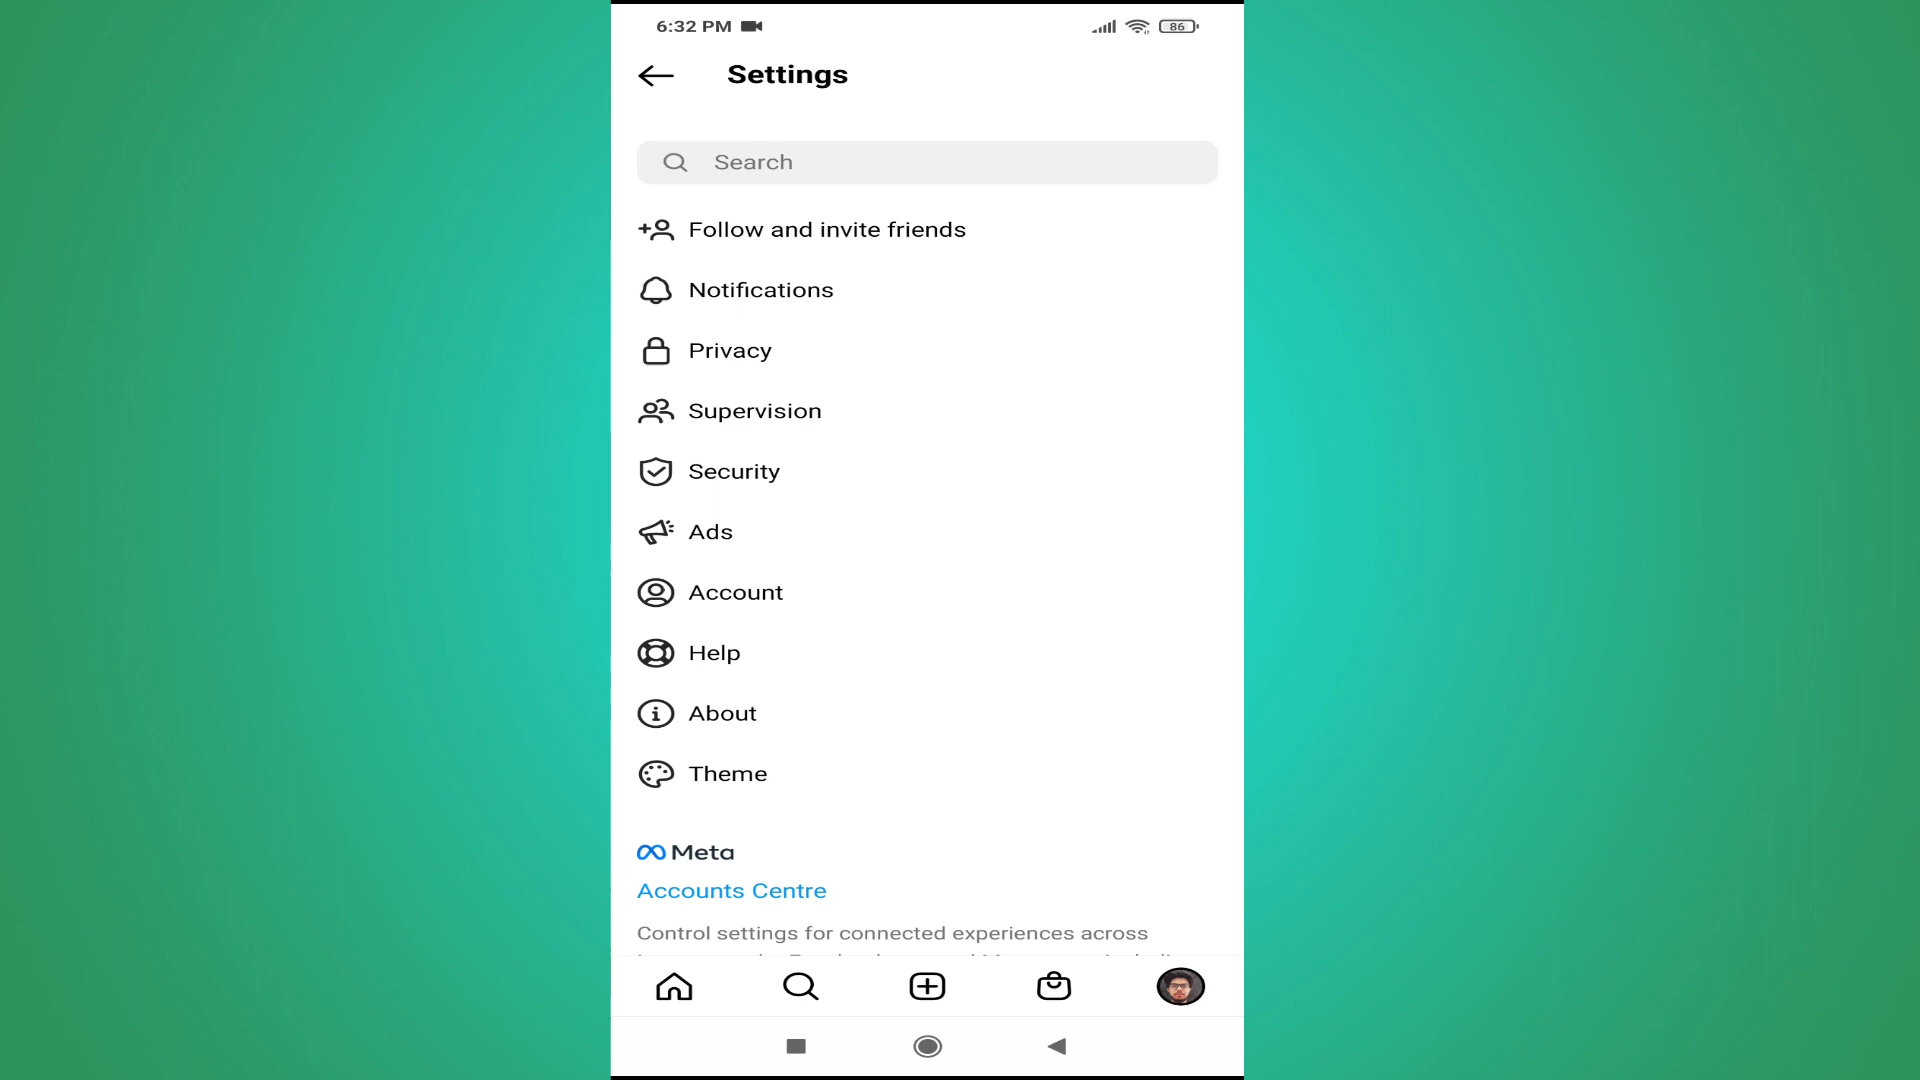 6:32 PM
86
Settings
Search
Follow and invite friends
Notifications
Privacy
Supervision
Security
Ads
Account
Help
About
Theme
Meta
Accounts Centre
Control settings for connected experiences across